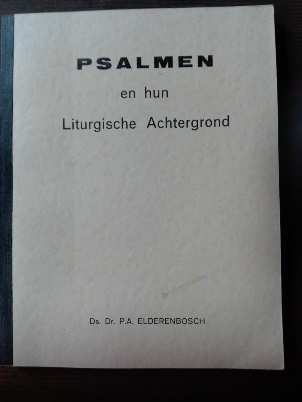 PSALMEN
en hun
Liturgische Achtergrond
Ds. Dr. P.A. ELDERENBOSCH